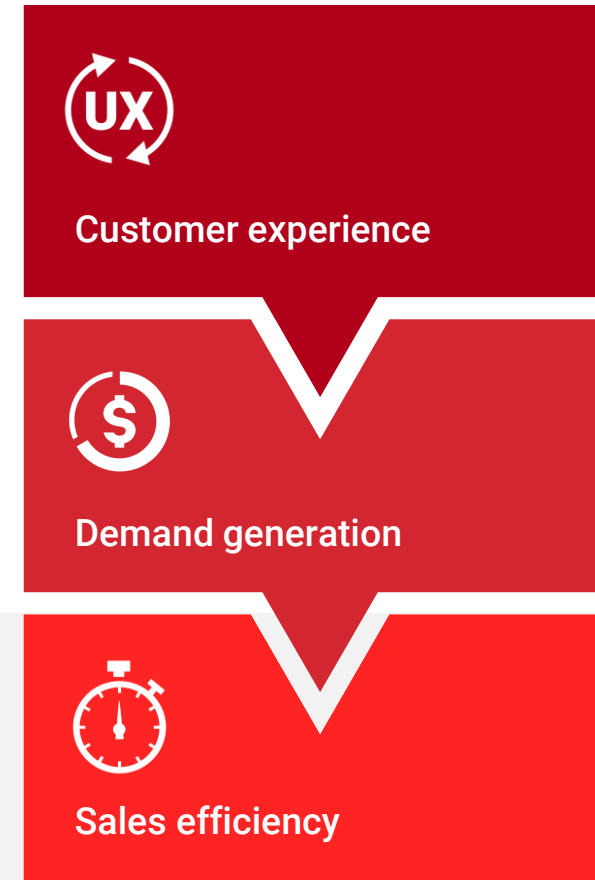 UX
Customer experience
$
Demand generation
Sales efficiency